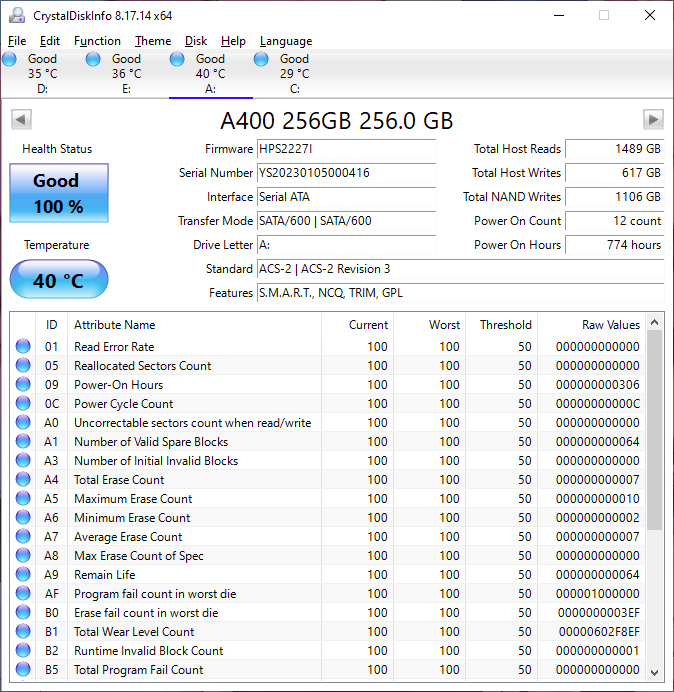 CrystalDiskInfo 8.17.14 x64
File Edit Function Theme Disk Help Language
Good Good Good Good
35 °C 36 °C 40 °C 29 °C
D: E: A: C:
A400 256GB 256.0 GB
Health Status
Good
100 %
Temperature
40 °C
Firmware HPS2227I
Serial Number YS20230105000416
Interface Serial ATA
Transfer Mode SATA/600 | SATA/600
Drive Letter A:
Standard ACS-2 | ACS-2 Revision 3
Features S.M.A.R.T., NCQ, TRIM, GPL
Total Host Reads 1489 GB
Total Host Writes 617 GB
Total NAND Writes 1106 GB
Power On Count 12 count
Power On Hours 774 hours
ID Attribute Name Current Worst Threshold Raw Values
01 Read Error Rate 100 100 50 000000000000
05 Reallocated Sectors Count 100 100 50 000000000000
09 Power-On Hours 100 100 50 000000000306
0C Power Cycle Count 100 100 50 00000000000C
A0 Uncorrectable sectors count when read/write 100 100 50 000000000000
A1 Number of Valid Spare Blocks 100 100 50 000000000064
A3 Number of Initial Invalid Blocks 100 100 50 000000000000
A4 Total Erase Count 100 100 50 000000000007
A5 Maximum Erase Count 100 100 50 000000000010
A6 Minimum Erase Count 100 100 50 000000000002
A7 Average Erase Count 100 100 50 000000000007
A8 Max Erase Count of Spec 100 100 50 000000000000
A9 Remain Life 100 100 50 000000000064
AF Program fail count in worst die 100 100 50 000001000000
B0 Erase fail count in worst die 100 100 50 0000000003EF
B1 Total Wear Level Count 100 100 50 00000602F8EF
B2 Runtime Invalid Block Count 100 100 50 000000000001
B5 Total Program Fail Count 100 100 50 000000000000